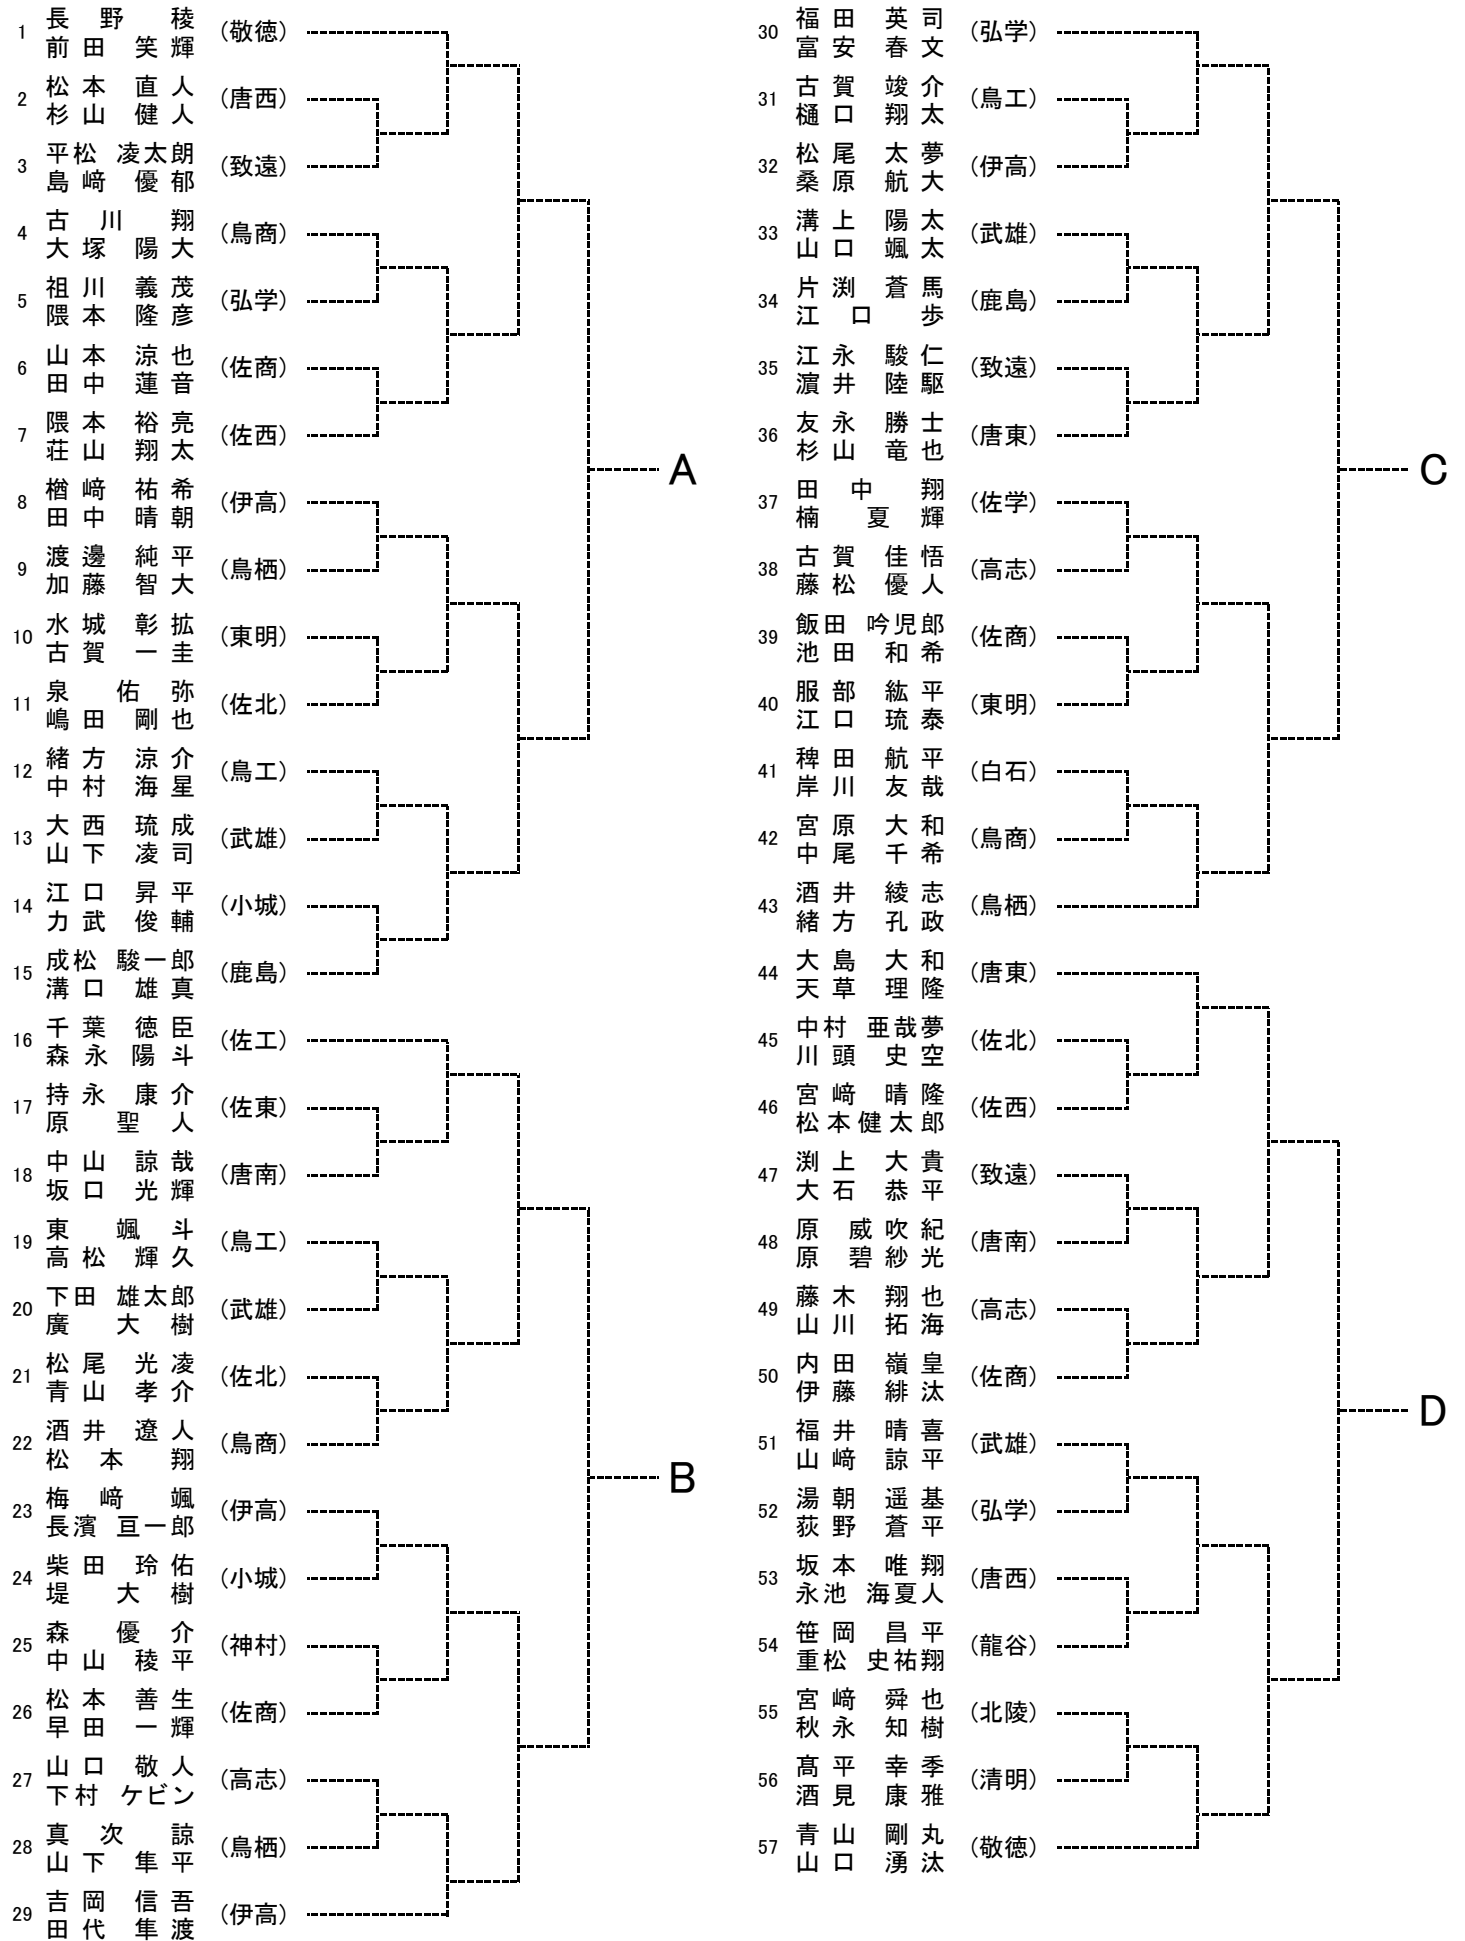 1 長野 稜 (敬徳)
前田 笑輝
2 松本 直人 (唐西)
杉山 健人
3 平松 凌太朗 (致遠)
島﨑 優郁
4 古川 翔 (鳥商)
大塚 陽大
5 祖川 義茂 (弘学)
隈本 隆彦
6 山本 涼也 (佐商)
田中 蓮音
7 隈本 裕亮 (佐西)
荘山 翔太
8 楢﨑 祐希 (伊高)
田中 晴朝
9 渡邊 純平 (鳥栖)
加藤 智大
10 水城 彰拡 (東明)
古賀 一圭
11 泉 佑弥 (佐北)
嶋田 剛也
12 緒方 涼介 (鳥工)
中村 海星
13 大西 琉成 (武雄)
山下 凌司
14 江口 昇平 (小城)
力武 俊輔
15 成松 駿一郎 (鹿島)
溝口 雄真
A
16 千葉 徳臣 (佐工)
森永 陽斗
17 持永 康介 (佐東)
原 聖人
18 中山 諒哉 (唐南)
坂口 光輝
19 東 颯斗 (鳥工)
高松 輝久
20 下田 雄太郎 (武雄)
廣 大樹
21 松尾 光凌 (佐北)
青山 孝介
22 酒井 遼人 (鳥商)
松本 翔
23 梅﨑 颯 (伊高)
長濱 亘一郎
24 柴田 玲佑 (小城)
堤 大樹
25 森 優介 (神村)
中山 稜平
26 松本 善生 (佐商)
早田 一輝
27 山口 敬人 (高志)
下村 ケビン
28 真次 諒 (鳥栖)
山下 隼平
29 吉岡 信吾 (伊高)
田代 隼渡
B
30 福田 英司 (弘学)
富安 春文
31 古賀 竣介 (鳥工)
樋口 翔太
32 松尾 太夢 (伊高)
桑原 航大
33 溝上 陽太 (武雄)
山口 颯太
34 片渕 蒼馬 (鹿島)
江口 歩
35 江永 駿仁 (致遠)
濵井 陸駆
36 友永 勝士 (唐東)
杉山 竜也
37 田中 翔 (佐学)
楠 夏輝
38 古賀 佳悟 (高志)
藤松 優人
39 飯田 吟児郎 (佐商)
池田 和希
40 服部 紘平 (東明)
江口 琉泰
41 稗田 航平 (白石)
岸川 友哉
42 宮原 大和 (鳥商)
中尾 千希
43 酒井 綾志 (鳥栖)
緒方 孔政
C
44 大島 大和 (唐東)
天草 理隆
45 中村 亜哉夢 (佐北)
川頭 史空
46 宮﨑 晴隆 (佐西)
松本健太郎
47 渕上 大貴 (致遠)
大石 恭平
48 原 威吹紀 (唐南)
原 碧紗光
49 藤木 翔也 (高志)
山川 拓海
50 内田 嶺皇 (佐商)
伊藤 緋汰
51 福井 晴喜 (武雄)
山﨑 諒平
52 湯朝 遥基 (弘学)
荻野 蒼平
53 坂本 唯翔 (唐西)
永池 海夏人
54 笹岡 昌平 (龍谷)
重松 史祐翔
55 宮﨑 舜也 (北陵)
秋永 知樹
56 髙平 幸季 (清明)
酒見 康雅
57 青山 剛丸 (敬徳)
山口 湧汰
D